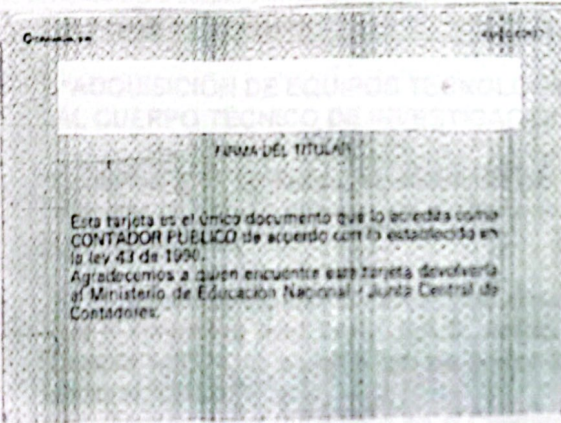 "ADQUISICIÓN DE EQUIPOS
AL CUERPO TÉCNICO DE
FIRMA DEL TITULAR
Esta tarjeta es el único documento que lo acredita como
CONTADOR PUBLICO de acuerdo con lo establecido en
la ley 43 de 1990.
Agradecemos a quien encuentre esta tarjeta devolverla
al Ministerio de Educación Nacional - Junta Central de
Contadores.